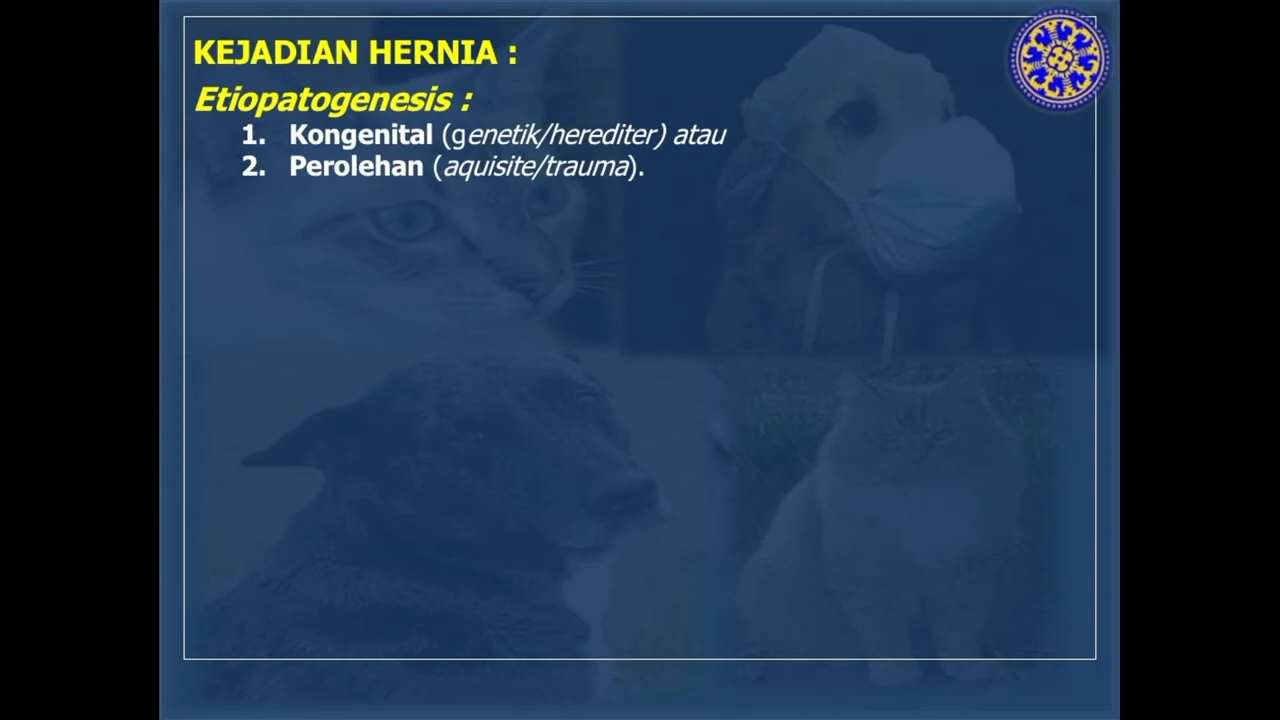 KEJADIAN HERNIA :
Etiopatogenesis :
1. Kongenital (genetik/herediter) atau
2. Perolehan (aquisite/trauma).